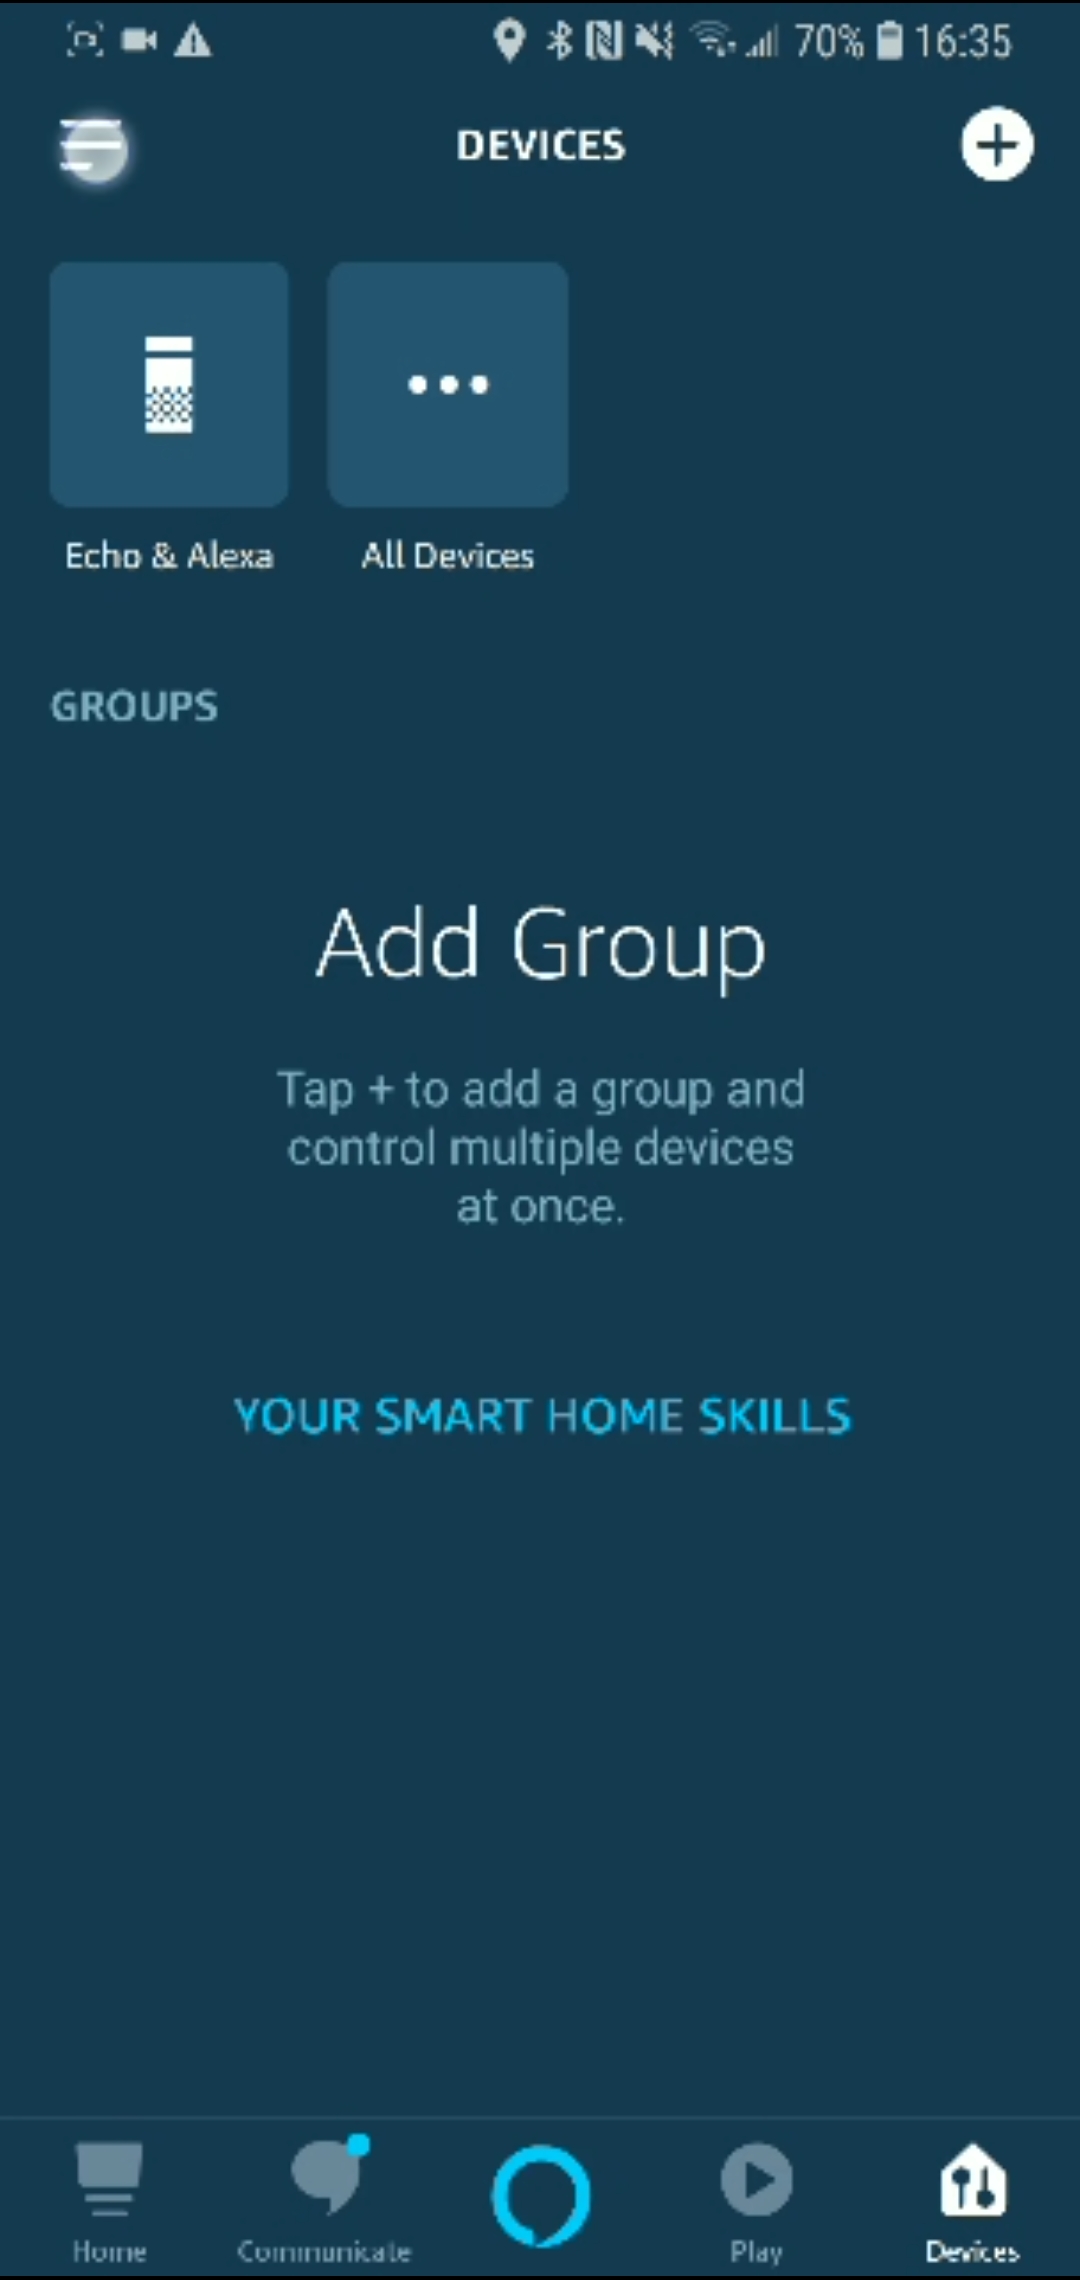 70% 16:35
DEVICES
Echo & Alexa
All Devices
GROUPS
Add Group
Tap + to add a group and
control multiple devices
at once.
YOUR SMART HOME SKILLS
Home
Communicate
Play
Devices